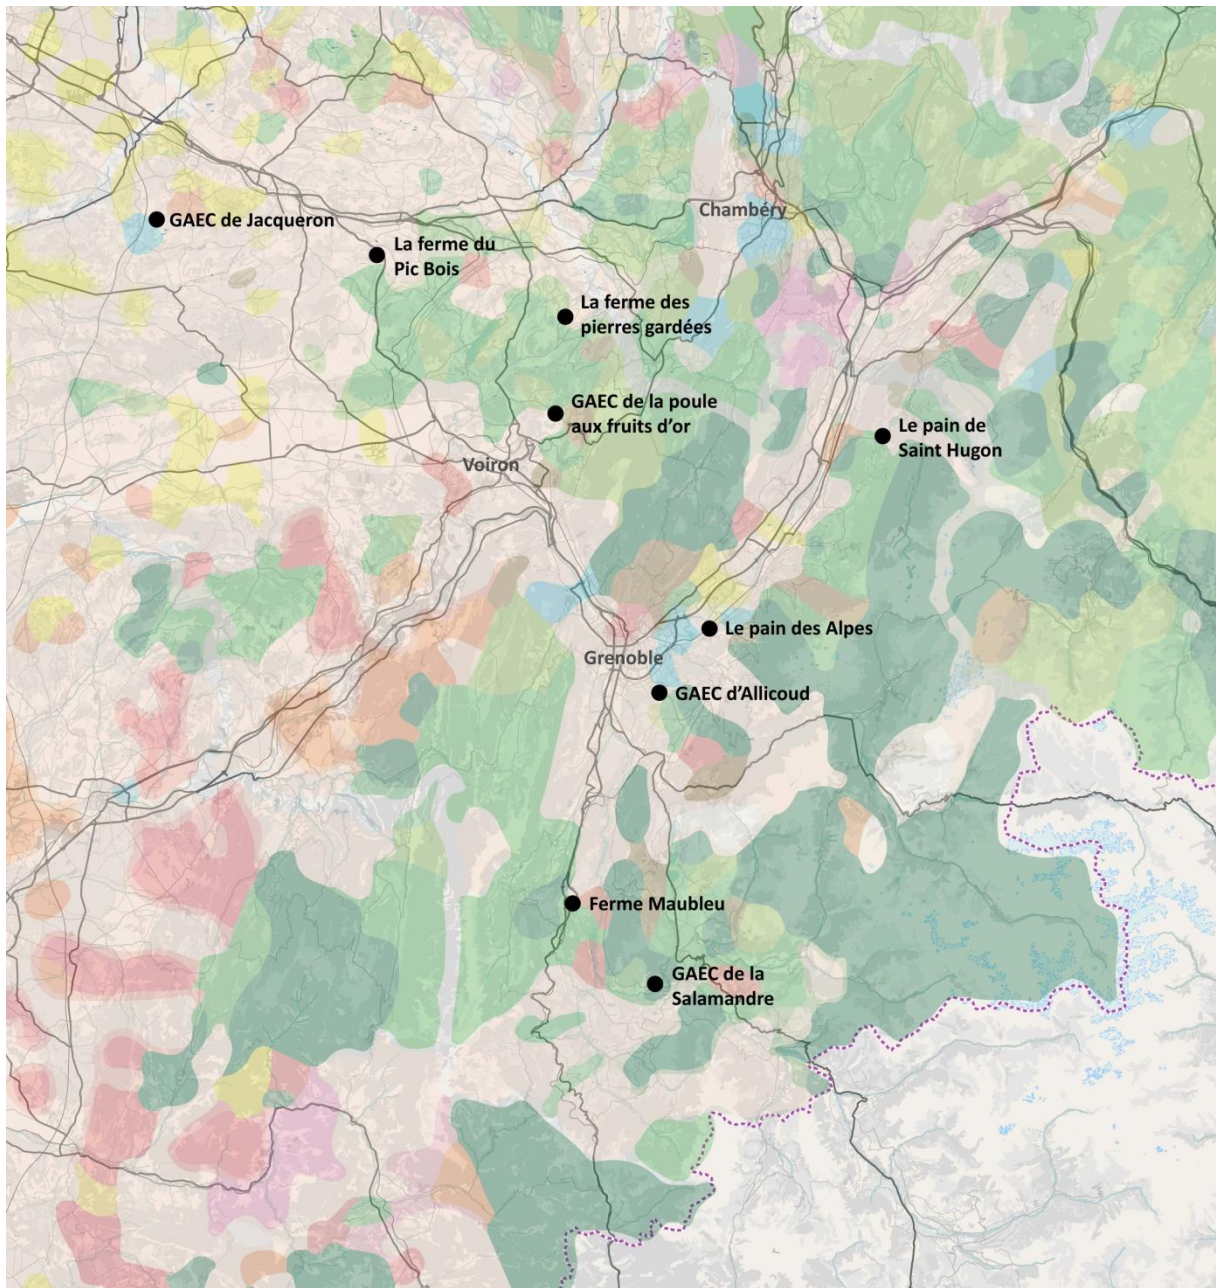 Chambéry
GAEC de Jacqueron
La ferme du
Pic Bois
La ferme des
pierres gardées
GAEC de la poule
aux fruits d’or
Le pain de
Saint Hugon
Voiron
Le pain des Alpes
Grenoble
GAEC d’Allicoud
Ferme Maubleu
GAEC de la
Salamandre